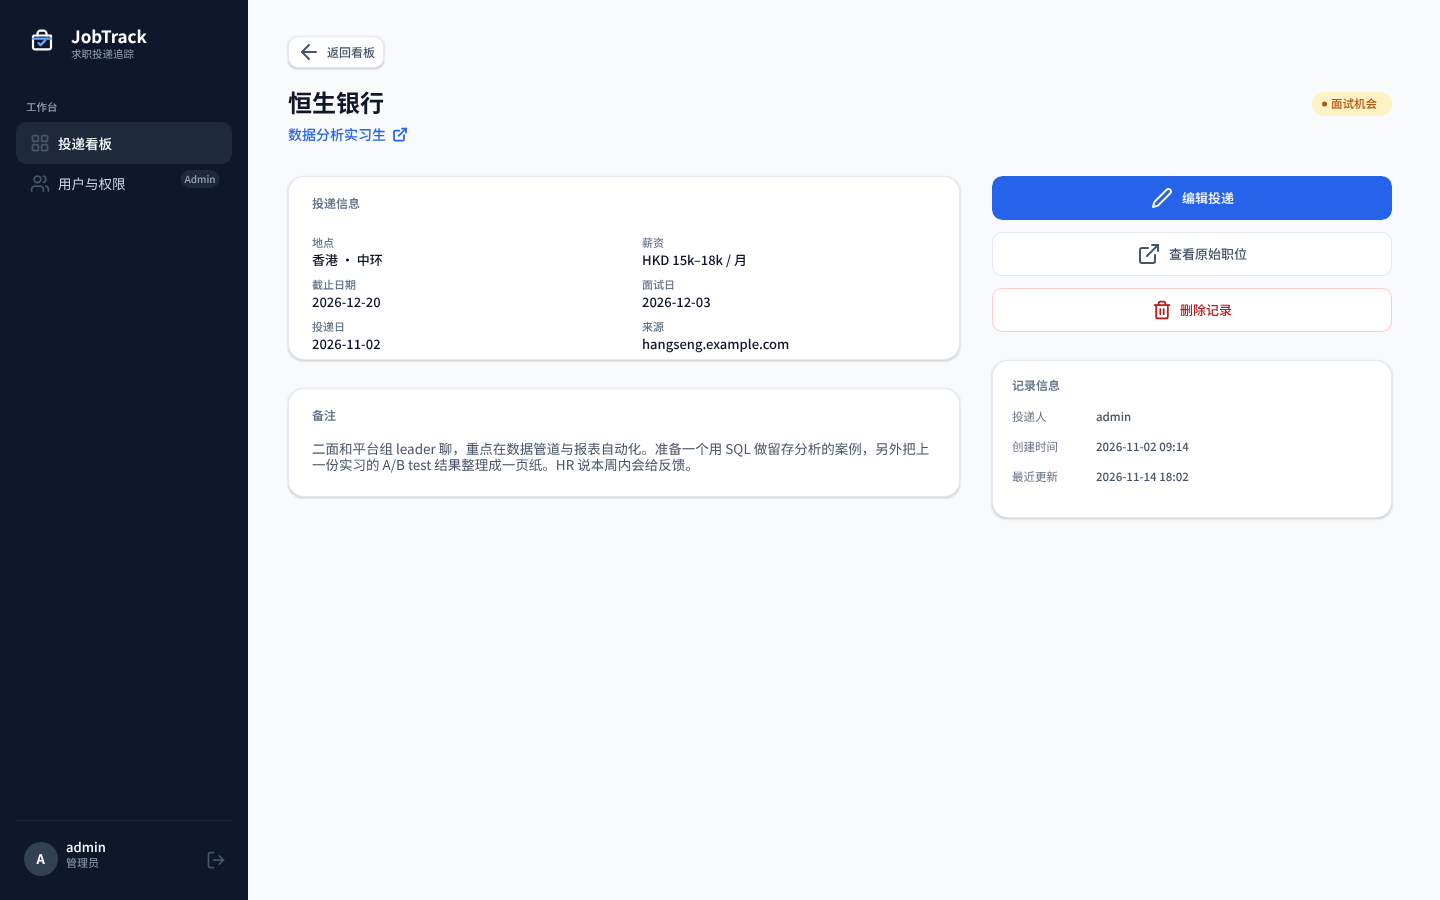 JobTrack
求职投递追踪
工作台
投递看板
用户与权限
Admin
A
admin
管理员
返回看板
恒生银行
数据分析实习生
面试机会
投递信息
地点
香港 · 中环
薪资
HKD 15k–18k / 月
截止日期
2026-12-20
面试日
2026-12-03
投递日
2026-11-02
来源
hangseng.example.com
备注
二面和平台组 leader 聊，重点在数据管道与报表自动化。准备一个用 SQL 做留存分析的案例，另外把上
一份实习的 A/B test 结果整理成一页纸。HR 说本周内会给反馈。
编辑投递
查看原始职位
删除记录
记录信息
投递人
admin
创建时间
2026-11-02 09:14
最近更新
2026-11-14 18:02